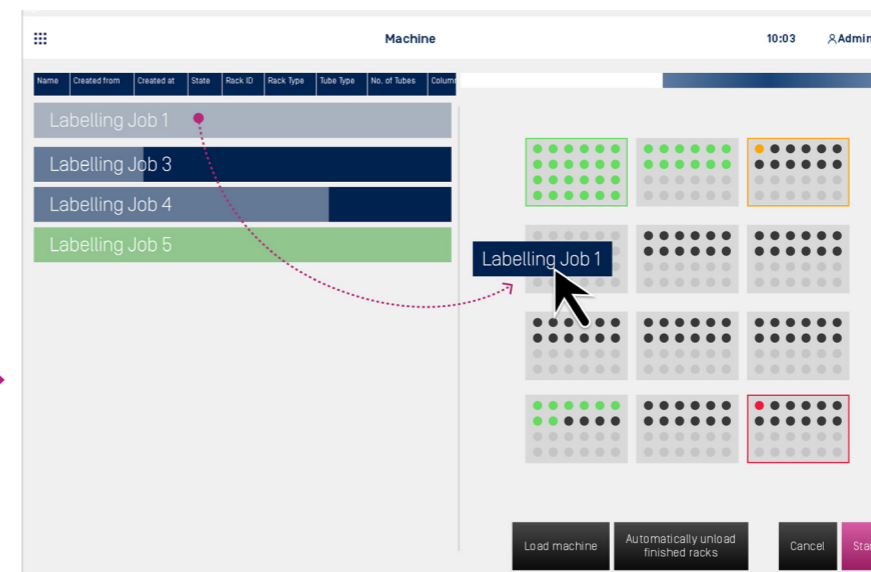 Machine
10:03
Admin
Name Created from Created at State Rack ID Rack Type Tube Type No. of Tubes Column
Labelling Job 1
Labelling Job 3
Labelling Job 4
Labelling Job 5
Labelling Job 1
Load machine
Automatically unload
finished racks
Cancel
Star